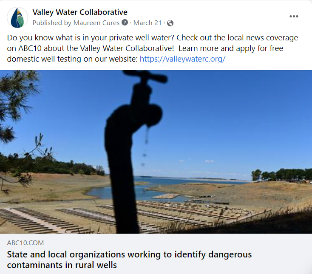 Valley Water Collaborative
Published by Maureen Cures · March 21 ·
Do you know what is in your private well water? Check out the local news coverage
on ABC10 about the Valley Water Collaborative! Learn more and apply for free
domestic well testing on our website: https://valleywaterc.org/
ABC10.COM
State and local organizations working to identify dangerous
contaminants in rural wells